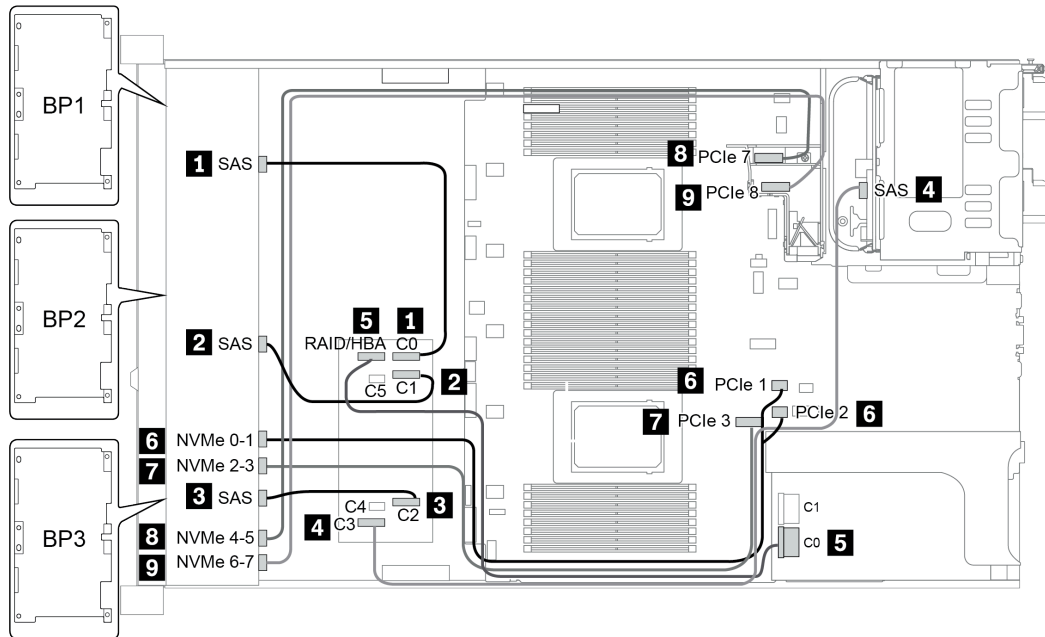 BP1
BP2
BP3
1 SAS
2 SAS
6 NVMe 0-1
7 NVMe 2-3
3 SAS
8 NVMe 4-5
9 NVMe 6-7
5 1
RAID/HBA C0
C5 C1 2
C4 C2 3
4 C3
8 PCIe 7
9 PCIe 8
SAS 4
6 PCIe 1
PCIe 2 6
7 PCIe 3
C1
C0 5